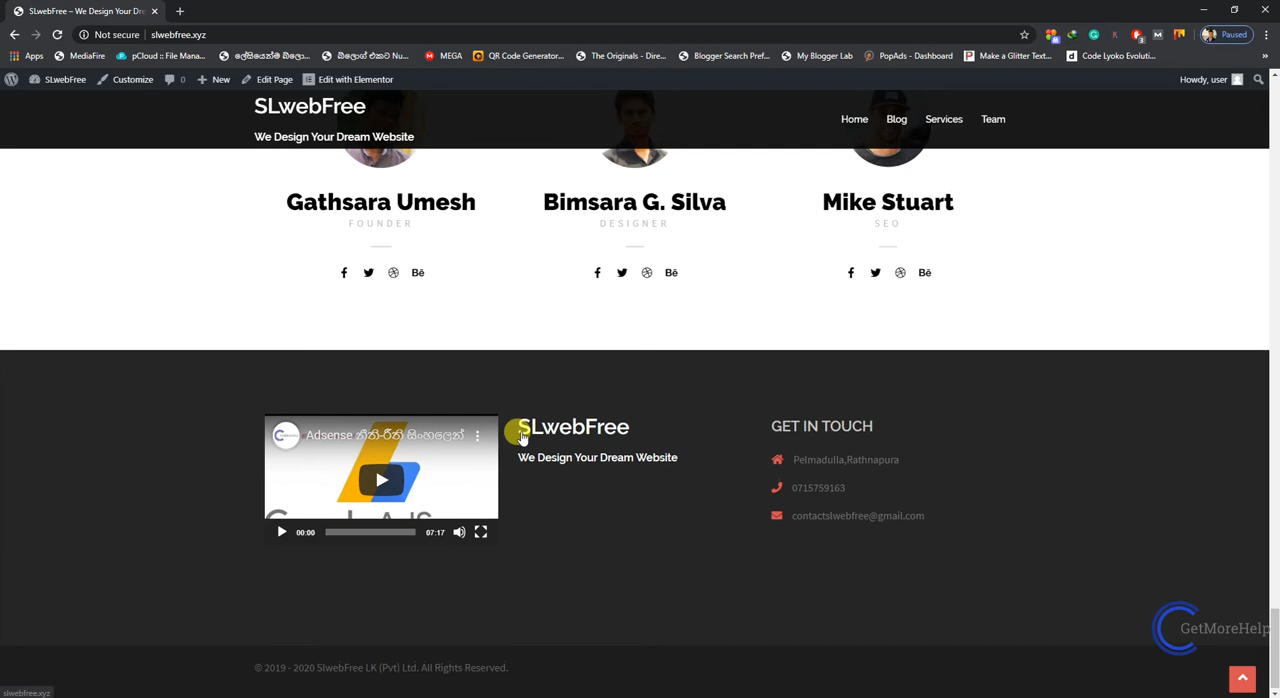 SLwebFree – We Design Your Dre
Not secure | slwebfree.xyz
Paused
Apps
MediaFire
pCloud :: File Mana...
MEGA
QR Code Generator...
The Originals - Dire...
Blogger Search Pref...
My Blogger Lab
PopAds - Dashboard
Make a Glitter Text...
Code Lyoko Evoluti...
SLwebFree
Customize
0
New
Edit Page
Edit with Elementor
Howdy, user
SLwebFree
We Design Your Dream Website
Home
Blog
Services
Team
Gathsara Umesh
Bimsara G. Silva
Mike Stuart
FOUNDER
DESIGNER
SEO
SLwebFree
We Design Your Dream Website
Adsense නීති-රීති සිංහලෙන්
00:00
07:17
GET IN TOUCH
Pelmadulla,Rathnapura
0715759163
contactslwebfree@gmail.com
GetMoreHelp
© 2019 - 2020 SlwebFree LK (Pvt) Ltd. All Rights Reserved.
slwebfree.xyz